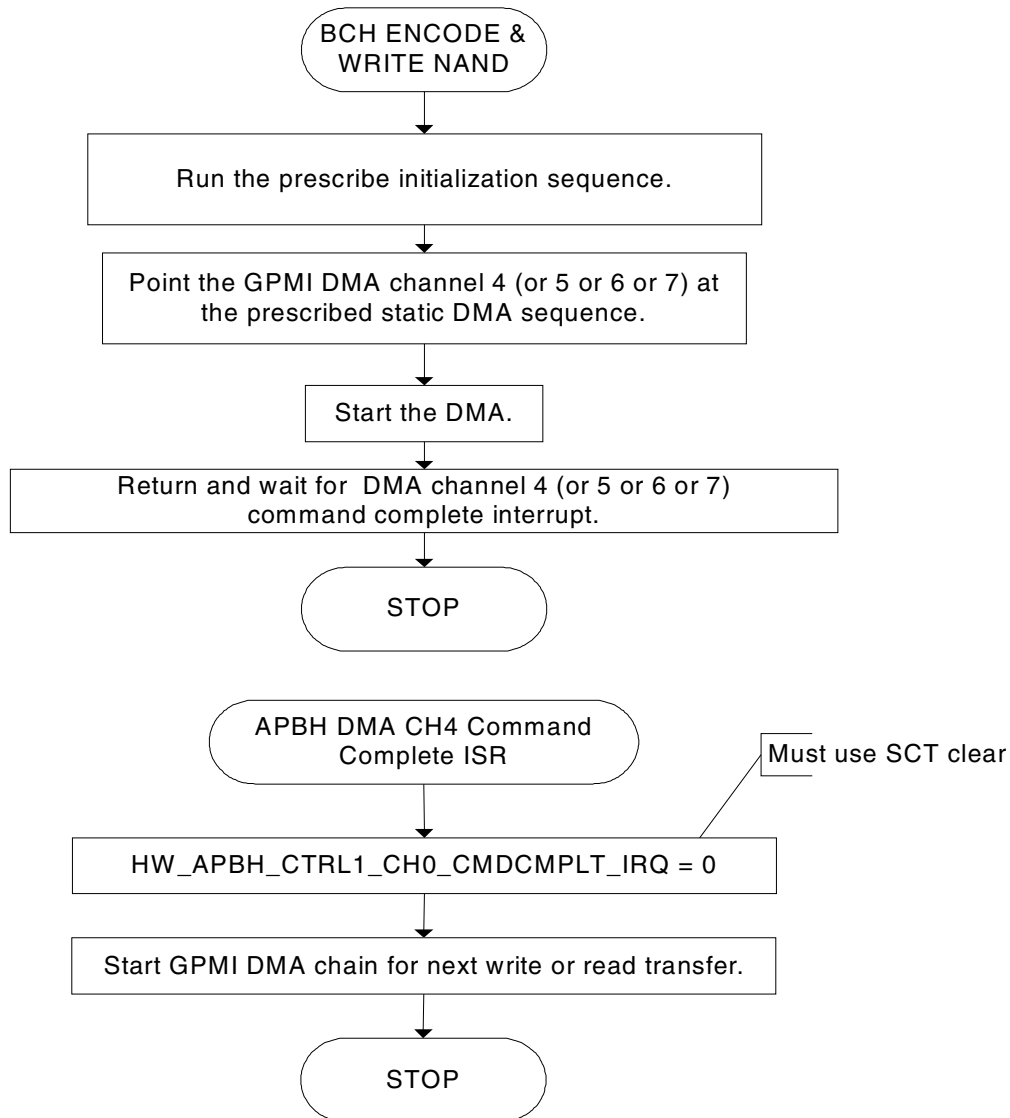 BCH ENCODE &
WRITE NAND
Run the prescribe initialization sequence.
Point the GPMI DMA channel 4 (or 5 or 6 or 7) at
the prescribed static DMA sequence.
Start the DMA.
Return and wait for DMA channel 4 (or 5 or 6 or 7)
command complete interrupt.
STOP
APBH DMA CH4 Command
Complete ISR
Must use SCT clear
HW_APBH_CTRL1_CH0_CMDCMPLT_IRQ = 0
Start GPMI DMA chain for next write or read transfer.
STOP